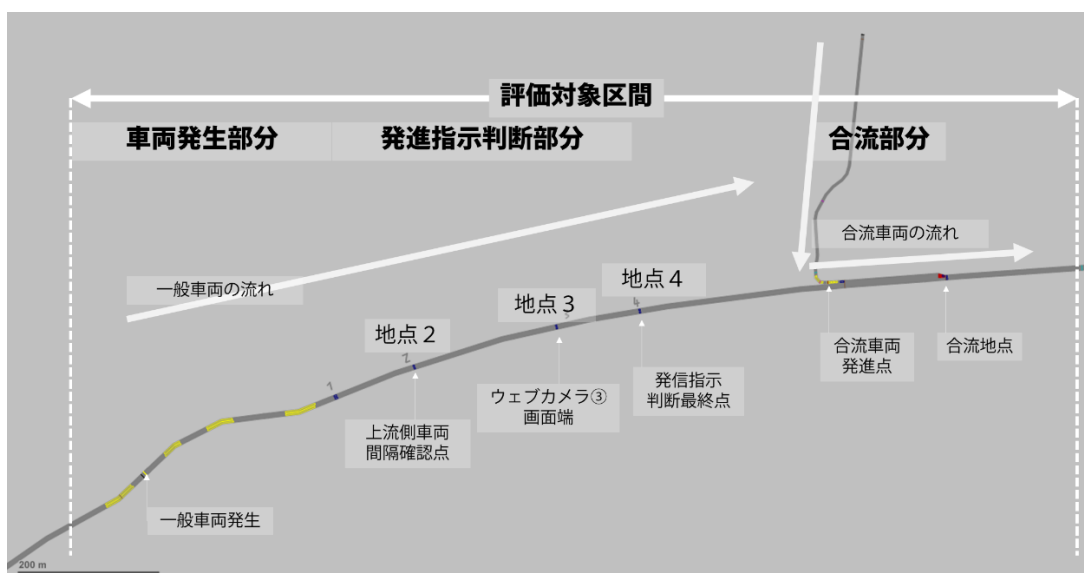 評価対象区間
車両発生部分
発進指示判断部分
合流部分
合流車両の流れ
一般車両の流れ
地点2
地点3
地点4
1
2
3
4
上流側車両
間隔確認点
ウェブカメラ③
画面端
発信指示
判断最終点
合流車両
発進点
合流地点
一般車両発生
200 m